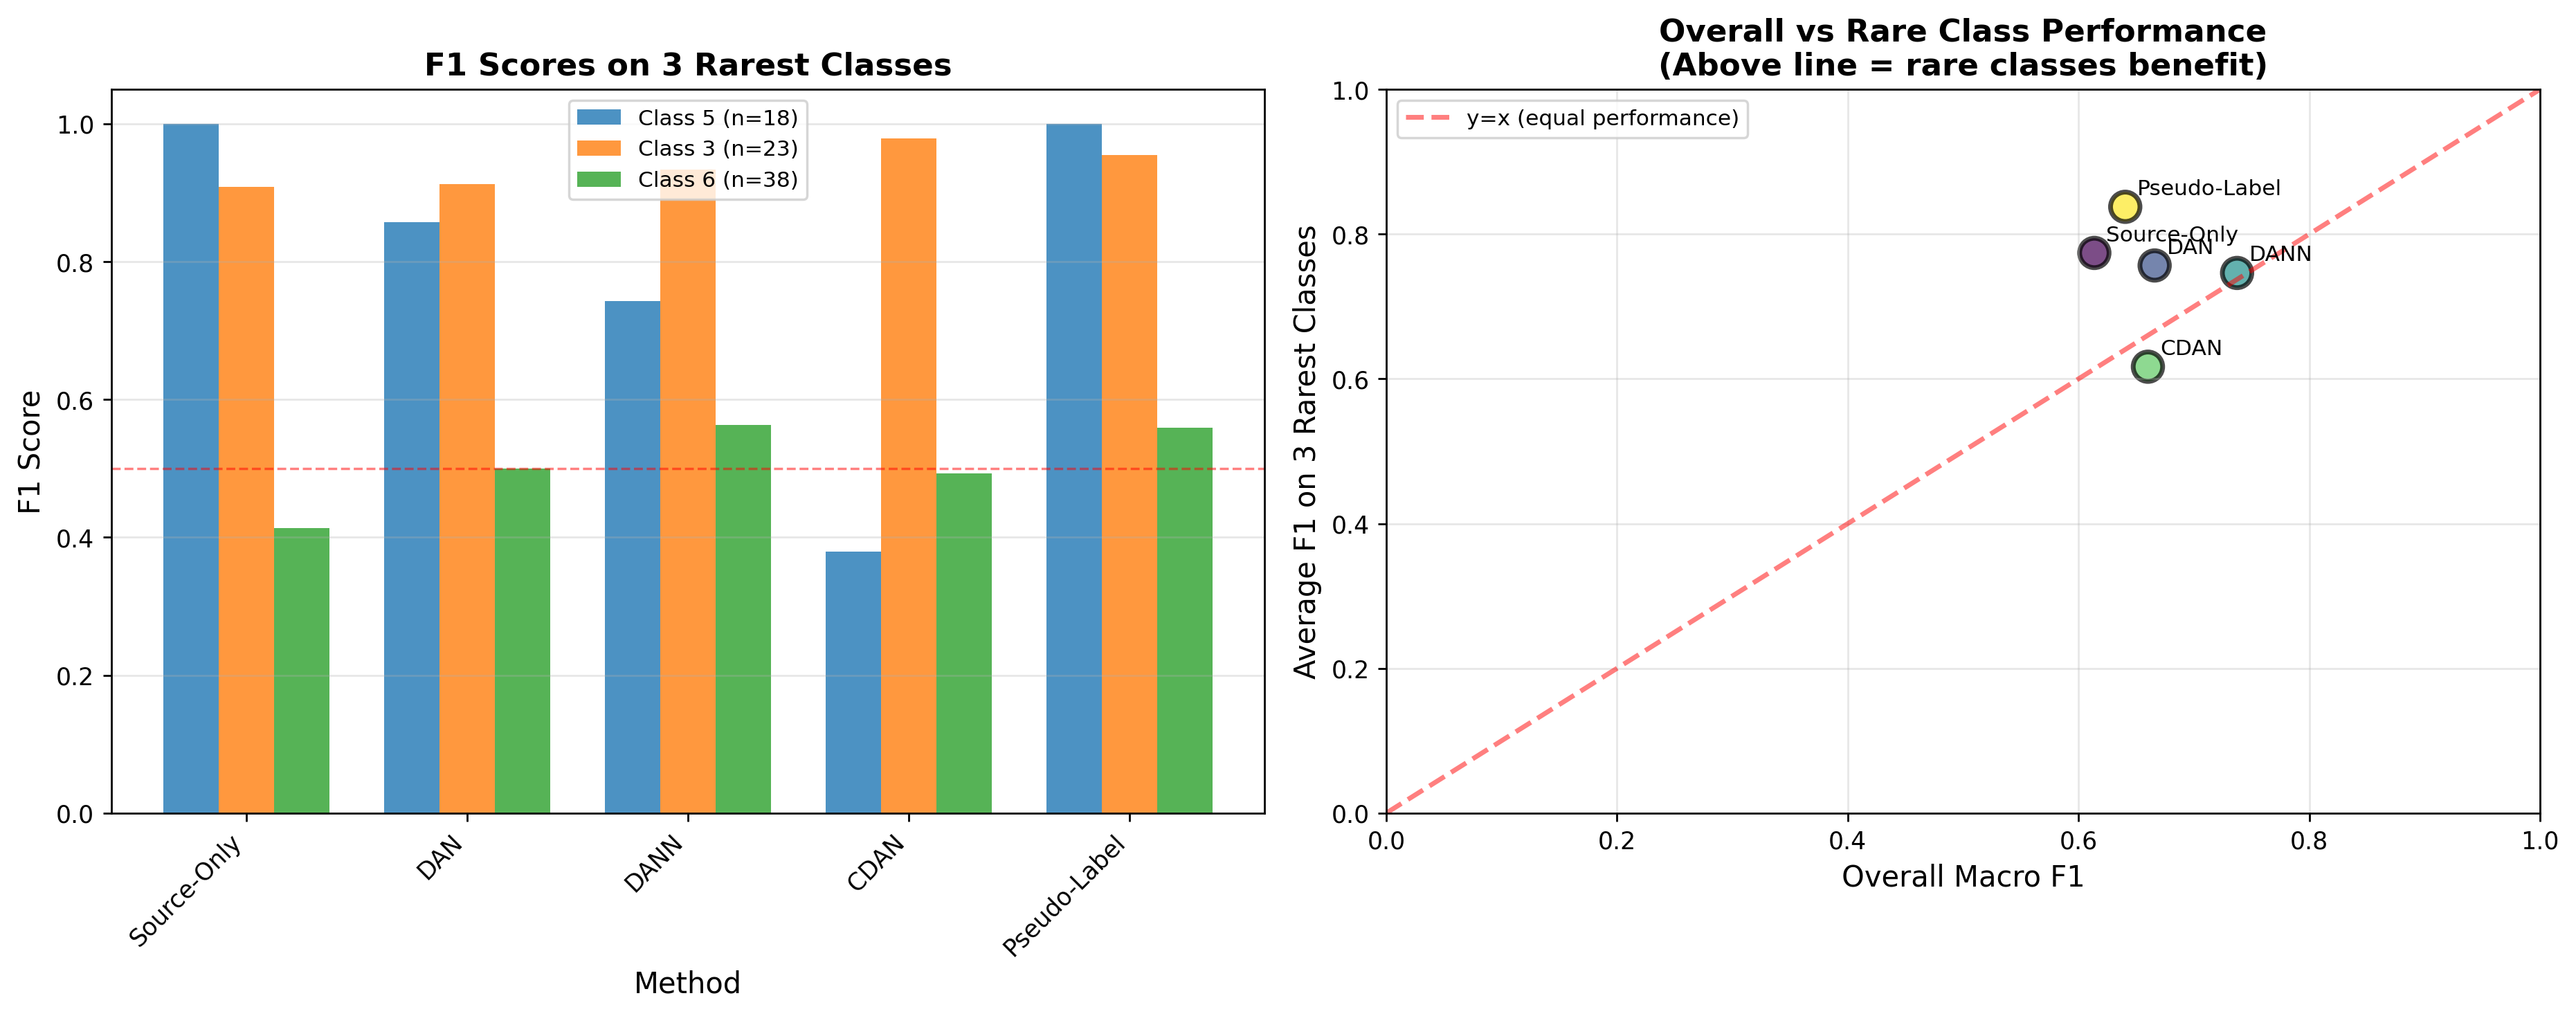 F1 Scores on 3 Rarest Classes
F1 Score
1.0
0.8
0.6
0.4
0.2
0.0
Class 5 (n=18)
Class 3 (n=23)
Class 6 (n=38)
Source-Only
DAN
DANN
CDAN
Pseudo-Label
Method
Overall vs Rare Class Performance
(Above line = rare classes benefit)
Average F1 on 3 Rarest Classes
1.0
0.8
0.6
0.4
0.2
0.0
y=x (equal performance)
Pseudo-Label
Source-Only
DAN
DANN
CDAN
0.0
0.2
0.4
0.6
0.8
1.0
Overall Macro F1